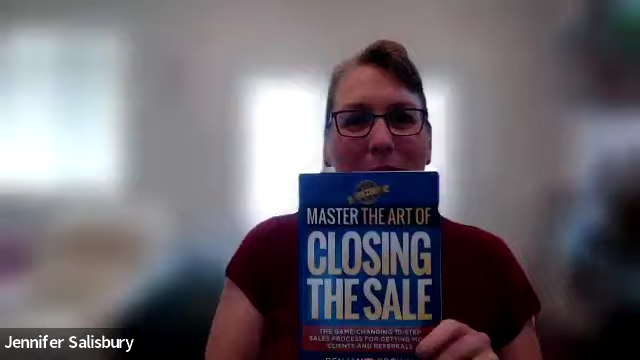 MASTER THE ART OF
CLOSING
THE SALE
THE GAME-CHANGING 10-STEP
SALES PROCESS FOR GETTING
CLIENTS AND REFERRALS
Jennifer Salisbury